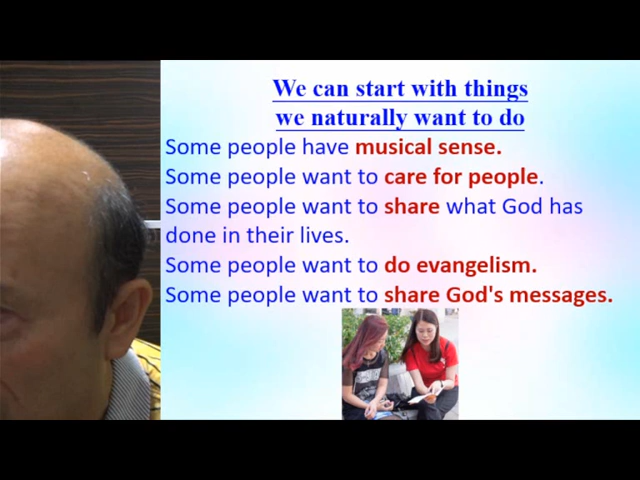 We can start with things
we naturally want to do
Some people have musical sense.
Some people want to care for people.
Some people want to share what God has
done in their lives.
Some people want to do evangelism.
Some people want to share God's messages.